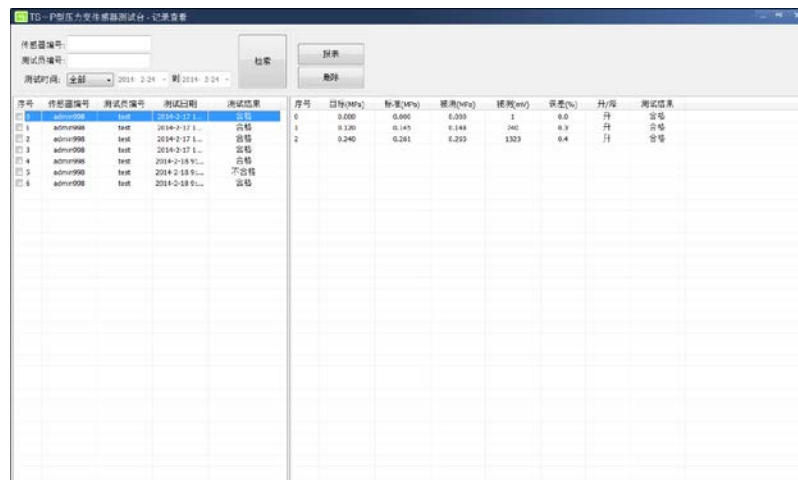 TS-P型压力变传感器测试台-记录查看
传感器编号:
测试员编号:
检索
报表
测试时间: 全部 2014- 2-24 到 2014- 2-24
删除
序号 传感器编号 测试员编号 测试日期 测试结果
0 admin998 test 2014-2-17 1... 合格
1 admin998 test 2014-2-17 1... 合格
2 admin998 test 2014-2-17 1... 合格
3 admin998 test 2014-2-17 1... 合格
4 admin998 test 2014-2-18 9:... 合格
5 admin998 test 2014-2-18 9:... 不合格
6 admin998 test 2014-2-18 9:... 合格
序号 目标(MPa) 标准(MPa) 被测(MPa) 被测(mV) 误差(%) 升/降 测试结果
0 0.000 0.000 0.000 1 0.0 升 合格
1 0.120 0.145 0.148 740 0.3 升 合格
2 0.240 0.261 0.265 1323 0.4 升 合格